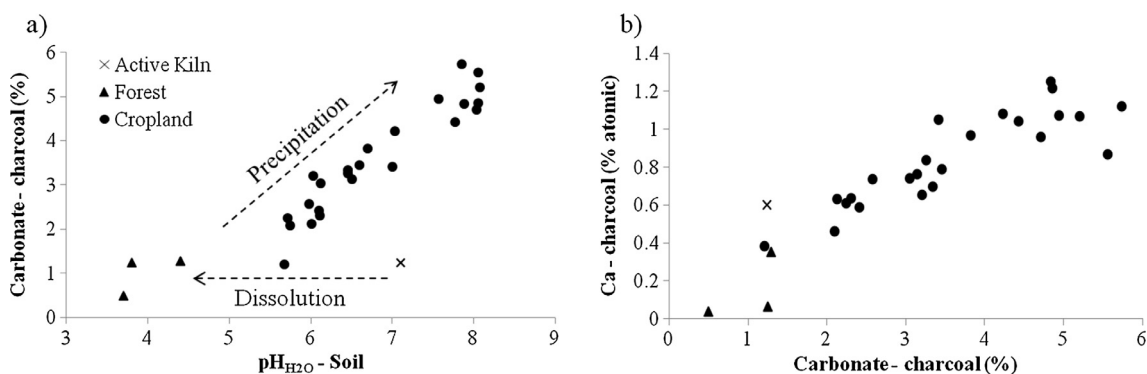 a)
Carbonate - charcoal (%)
6
5
4
3
2
1
0
3
4
5
6
7
8
9
pHH2O - Soil
× Active Kiln
▲ Forest
● Cropland
Precipitation
Dissolution
b)
Ca - charcoal (% atomic)
1.4
1.2
1
0.8
0.6
0.4
0.2
0
0
1
2
3
4
5
6
Carbonate - charcoal (%)